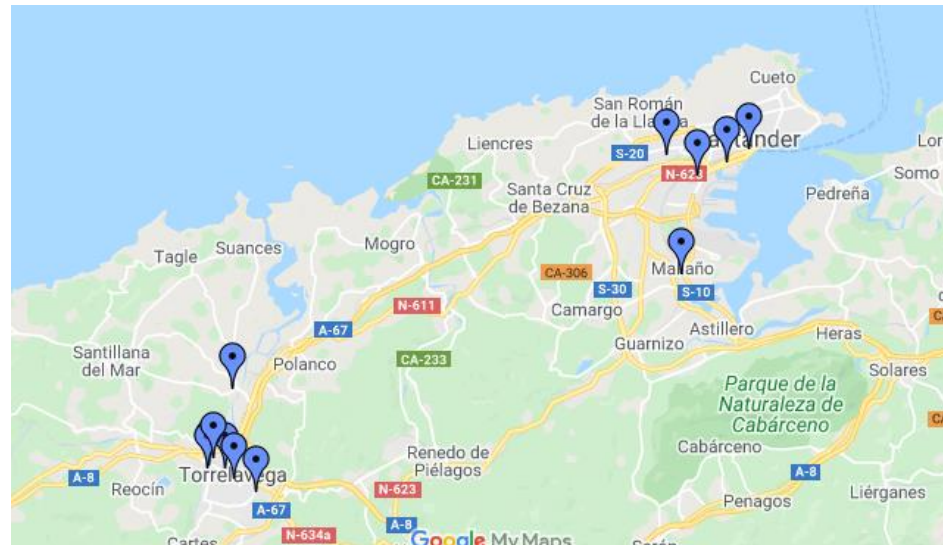 Cueto
San Román
de la Lla
Santander
Lor
Liencres
S-20
N-623
Somo
CA-231
Pedreña
Santa Cruz
de Bezana
Mogro
Suances
Tagle
Maliaño
CA-306
S-10
N-611
S-30
Camargo
A-67
Astillero
Heras
Guarnizo
Santillana
del Mar
Polanco
CA-233
Solares
Parque de la
Naturaleza de
Cabárceno
Renedo de
Piélagos
Cabárceno
Torrelavega
A-8
Reocín
N-623
A-8
Liérganes
Penagos
A-67
A-8
N-634a
Cartes
Google My Maps